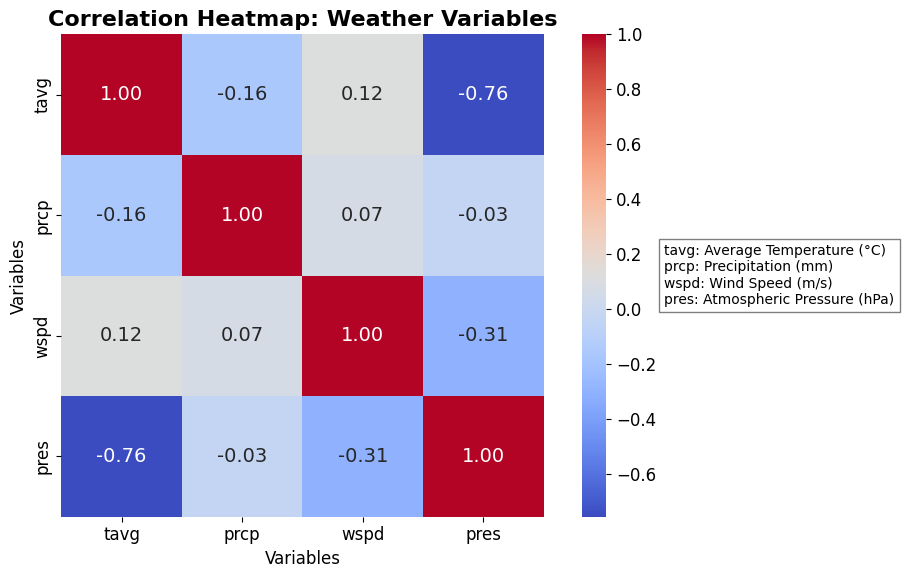 Correlation Heatmap: Weather Variables
tavg
prcp
wspd
pres
Variables
1.00 -0.16 0.12 -0.76
-0.16 1.00 0.07 -0.03
0.12 0.07 1.00 -0.31
-0.76 -0.03 -0.31 1.00
tavg prcp wspd pres
Variables
1.0
0.8
0.6
0.4
0.2
0.0
−0.2
−0.4
−0.6
tavg: Average Temperature (°C)
prcp: Precipitation (mm)
wspd: Wind Speed (m/s)
pres: Atmospheric Pressure (hPa)